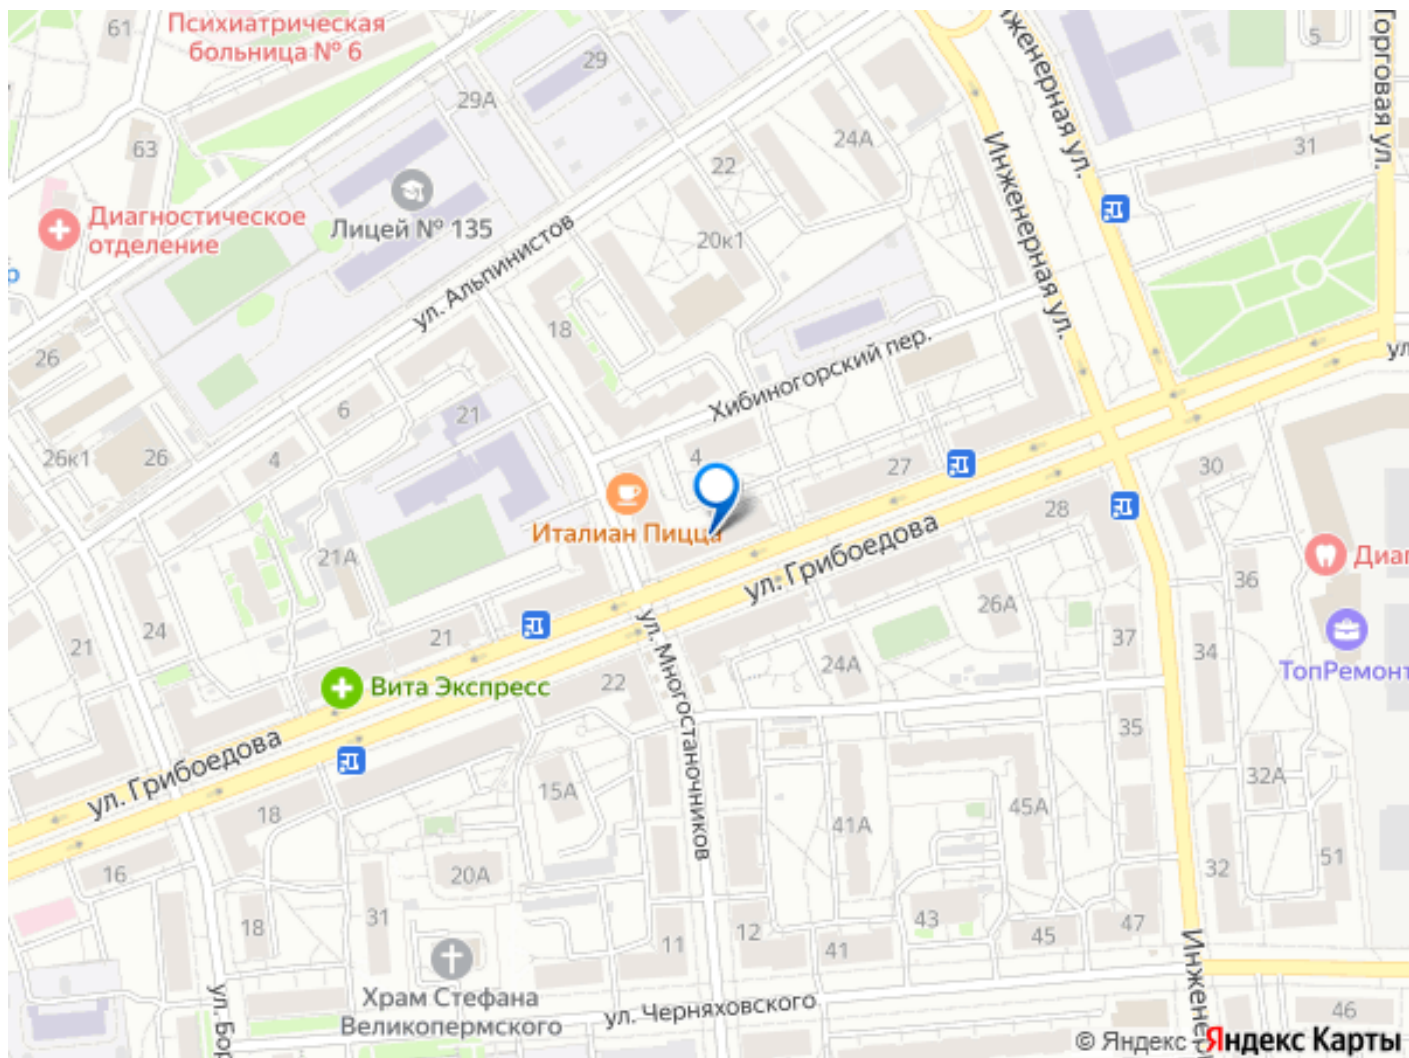 61
Психиатрическая
больница № 6
29
29А
63
24А
22
5
31
Инженерная ул.
Инженерная ул.
Торговая ул.
Диагностическое
отделение
Лицей № 135
20к1
ул. Альпинистов
18
Хибиногорский пер.
26
6
21
26к1
26
4
4
27
30
28
Италиан Пицца
21А
ул. Грибоедова
Диаг
36
26А
24
21
21
37
34
24А
ТопРемонт
Вита Экспресс
22
ул. Многостаночников
35
ул. Грибоедова
15А
32А
18
41А
45А
16
20А
32
51
31
18
11
12
41
43
45
47
Храм Стефана
Великопермского
ул. Черняховского
ул. Бор
Инжене
46
© Яндекс
Яндекс Карты